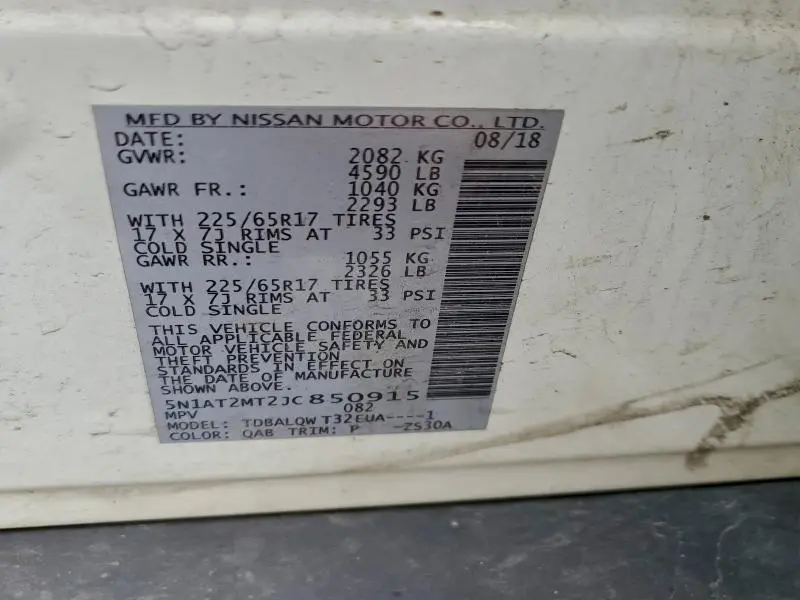 MFD BY NISSAN MOTOR CO., LTD.
DATE: 08/18
GVWR: 2082 KG
4590 LB
GAWR FR.: 1040 KG
2293 LB
WITH 225/65R17 TIRES
17 X 7J RIMS AT 33 PSI
COLD SINGLE
GAWR RR.: 1055 KG
2326 LB
WITH 225/65R17 TIRES
17 X 7J RIMS AT 33 PSI
COLD SINGLE
THIS VEHICLE CONFORMS TO
ALL APPLICABLE FEDERAL
MOTOR VEHICLE SAFETY AND
THEFT PREVENTION
STANDARDS IN EFFECT ON
THE DATE OF MANUFACTURE
SHOWN ABOVE.
5N1AT2MT2JC850915
MPV 082
MODEL: TDBALQW T32EUA----1
COLOR: QAB TRIM: P -ZS30A